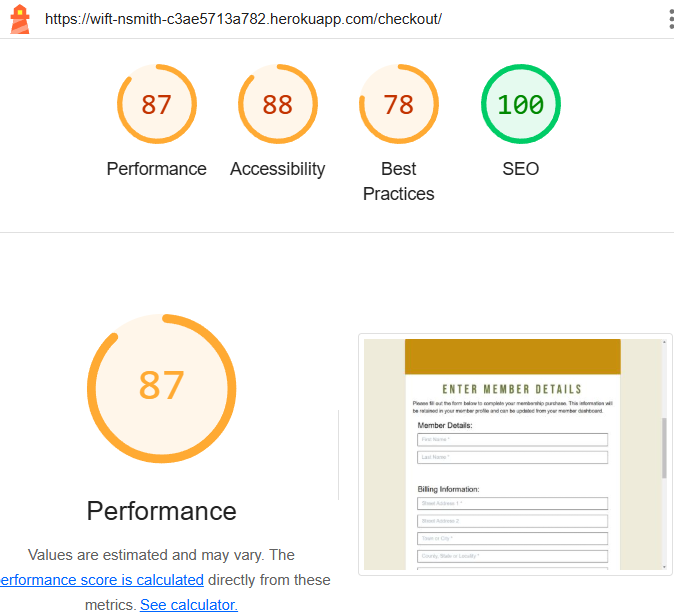 https://wift-nsmith-c3ae5713a782.herokuapp.com/checkout/
87
88
78
100
Performance
Accessibility
Best
Practices
SEO
87
Performance
Values are estimated and may vary. The
erformance score is calculated directly from these
metrics. See calculator.
ENTER MEMBER DETAILS
Please fill out the form below to complete your membership purchase. This information will
be retained in your member profile and can be updated from your member dashboard.
Member Details:
First Name *
Last Name *
Billing Information:
Street Address 1 *
Street Address 2
Town or City *
County, State or Locality *